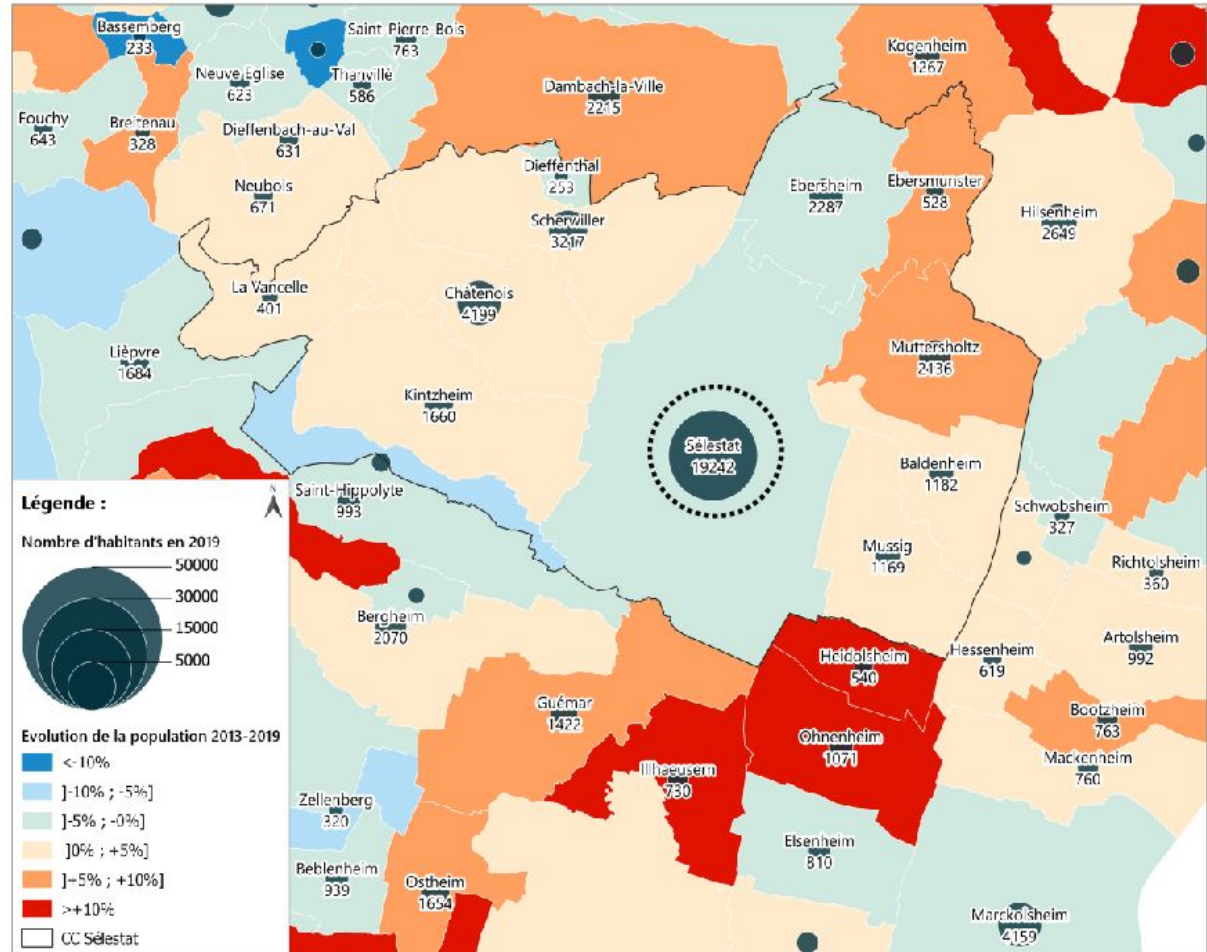 Bassemberg
233
Saint-Pierre-Bois
763
Kogenheim
1267
Neuve Eglise
623
Thanvillé
586
Dambach-la-Ville
2215
Fouchy
643
Breitenau
328
Dieffenbach-au-Val
631
Dieffenthal
253
Ebersheim
2287
Ebersmunster
528
Neubois
671
Scherwiller
3217
Hilsenheim
2649
La Vancelle
401
Châtenois
4199
Lièpvre
1684
Muttersholtz
2136
Kintzheim
1660
Sélestat
19242
Baldenheim
1182
Saint-Hippolyte
993
Schwobsheim
327
Mussig
1169
Richtolsheim
360
Bergheim
2070
Heidolsheim
540
Hessenheim
619
Artolsheim
992
Guémar
1422
Bootzheim
763
Ohnenheim
1071
Mackenheim
760
Illhaeusern
730
Zellenberg
320
Elsenheim
810
Beblenheim
939
Ostheim
1654
Marckolsheim
4159
Légende :
N
Nombre d'habitants en 2019
50000
30000
15000
5000
Evolution de la population 2013-2019
<-10%
]-10% ; -5%]
]-5% ; -0%]
]0% ; +5%]
]+5% ; +10%]
>+10%
CC Sélestat